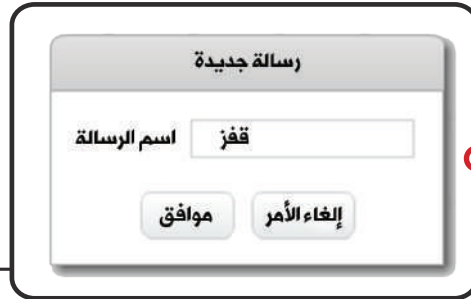 رسالة جديدة
اسم الرسالة قفز
إلغاء الأمر موافق